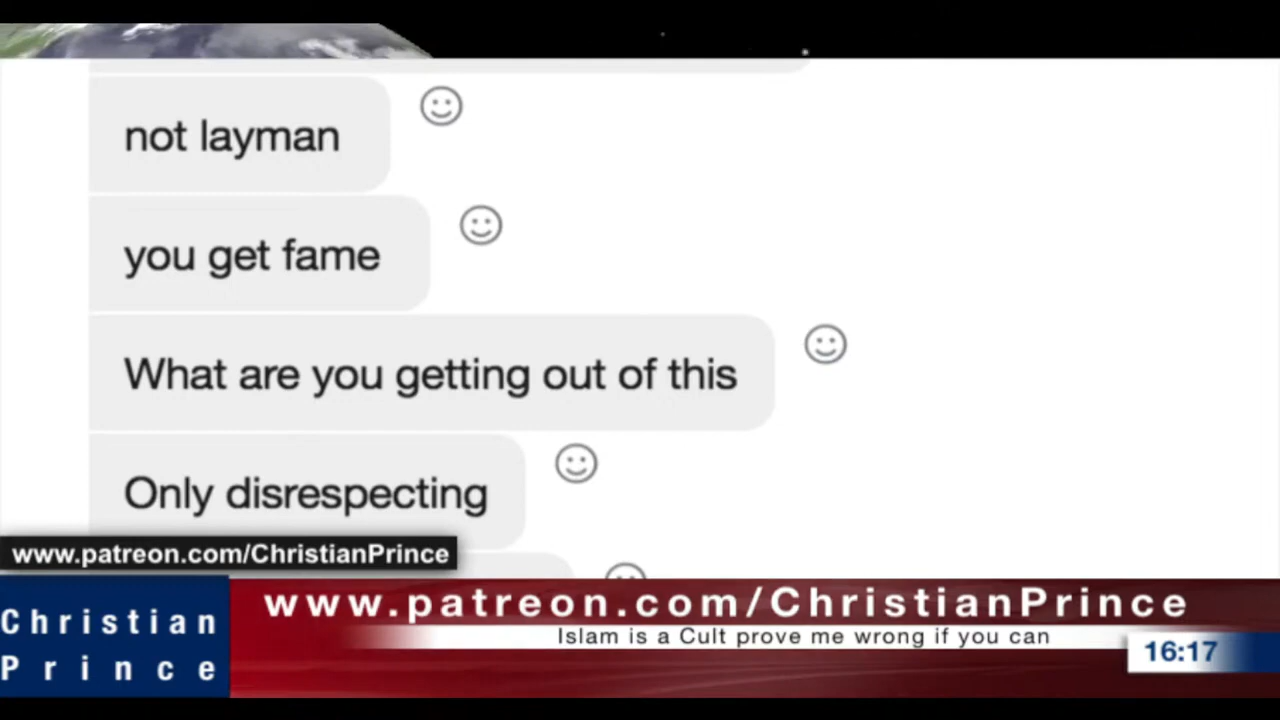 not layman
you get fame
What are you getting out of this
Only disrespecting
www.patreon.com/ChristianPrince
www.patreon.com/ChristianPrince
Islam is a Cult prove me wrong if you can
Christian
Prince
16:17